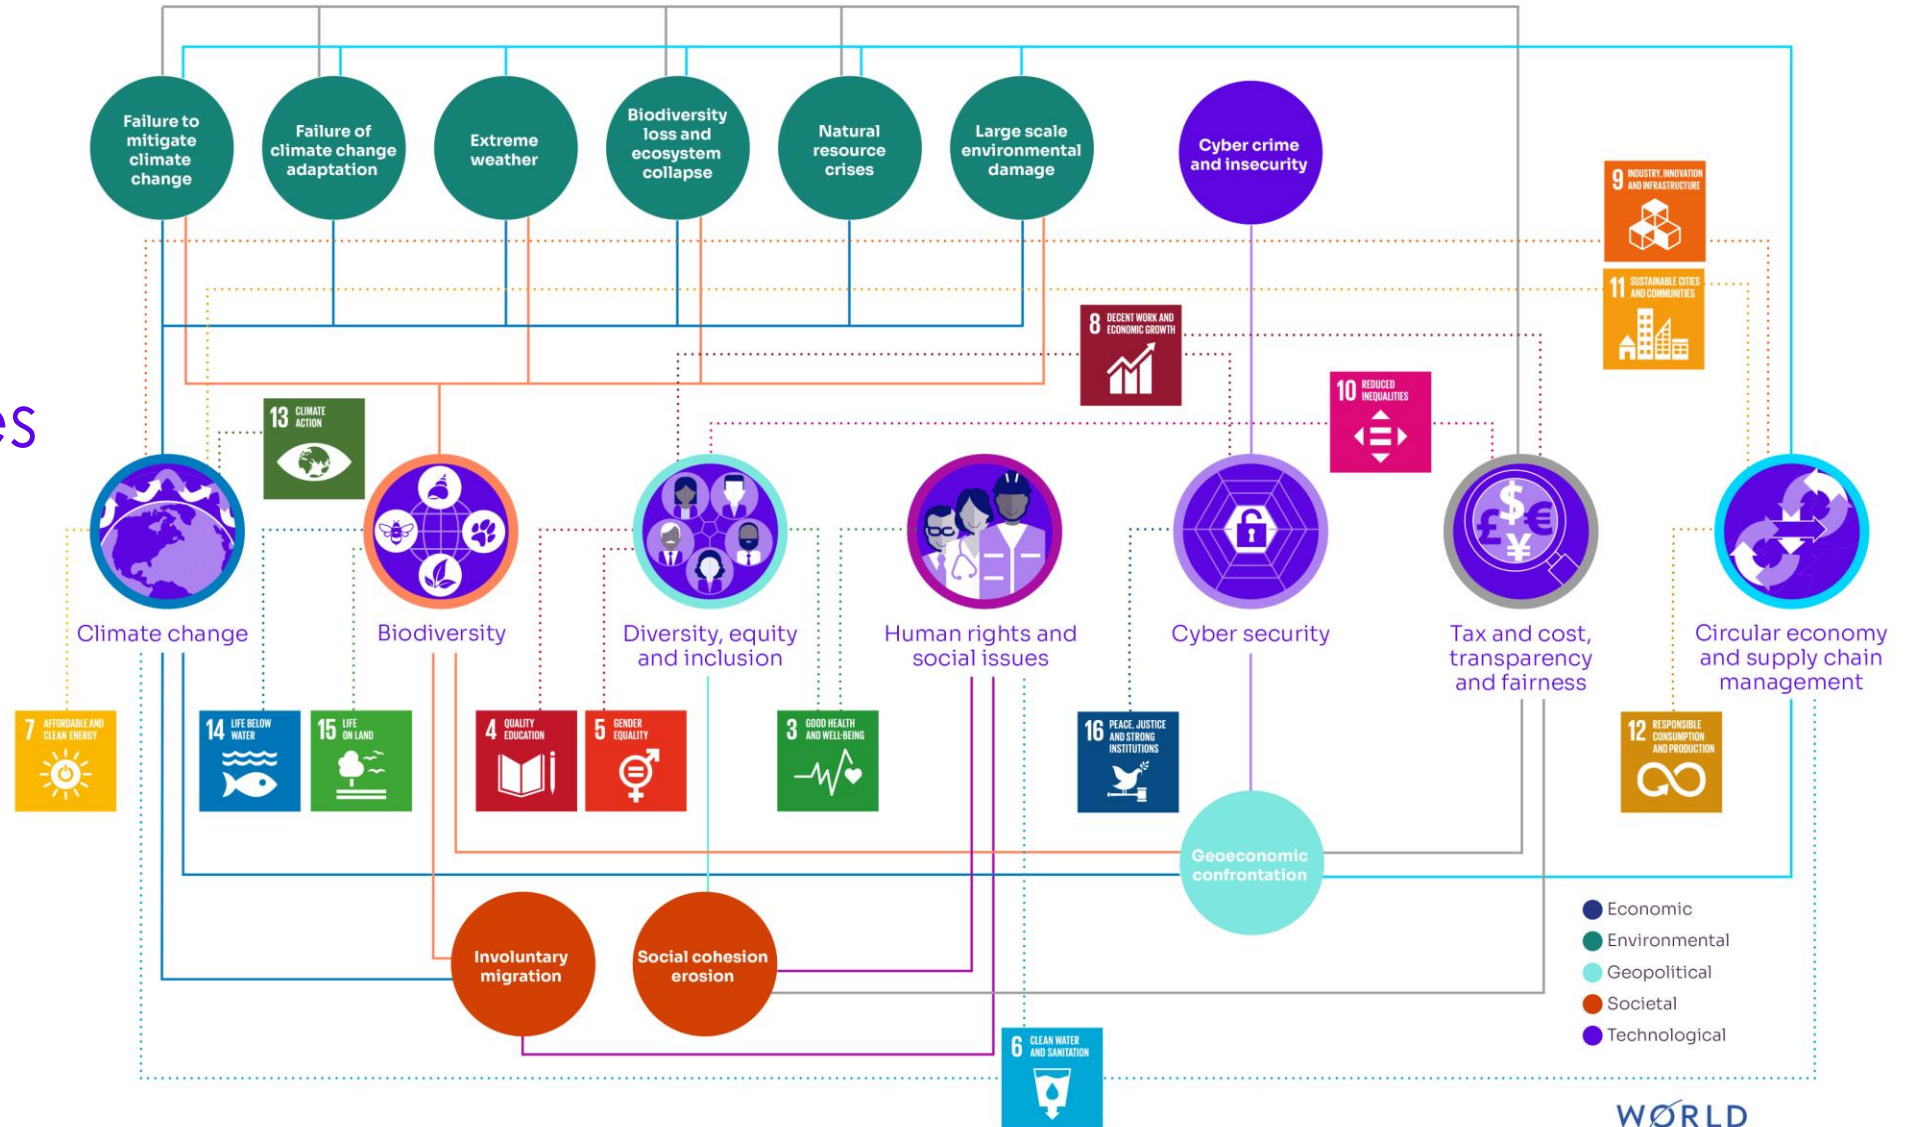 Failure to
mitigate
climate
change
Failure of
climate change
adaptation
Extreme
weather
Biodiversity
loss and
ecosystem
collapse
Natural
resource
crises
Large scale
environmental
damage
Cyber crime
and insecurity
9 INDUSTRY, INNOVATION
AND INFRASTRUCTURE
11 SUSTAINABLE CITIES
AND COMMUNITIES
8 DECENT WORK AND
ECONOMIC GROWTH
10 REDUCED
INEQUALITIES
13 CLIMATE
ACTION
es
$
£ €
¥
Climate change
Biodiversity
Diversity, equity
and inclusion
Human rights and
social issues
Cyber security
Tax and cost,
transparency
and fairness
Circular economy
and supply chain
management
7 AFFORDABLE AND
CLEAN ENERGY
14 LIFE BELOW
WATER
15 LIFE
ON LAND
4 QUALITY
EDUCATION
5 GENDER
EQUALITY
3 GOOD HEALTH
AND WELL-BEING
16 PEACE, JUSTICE
AND STRONG
INSTITUTIONS
12 RESPONSIBLE
CONSUMPTION
AND PRODUCTION
Geoeconomic
confrontation
Involuntary
migration
Social cohesion
erosion
Economic
Environmental
Geopolitical
Societal
Technological
6 CLEAN WATER
AND SANITATION
WØRLD